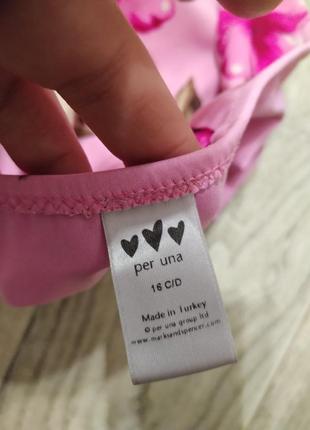 per una
16 C/D
Made in Turkey
© per una group ltd
www.marksandspencer.com